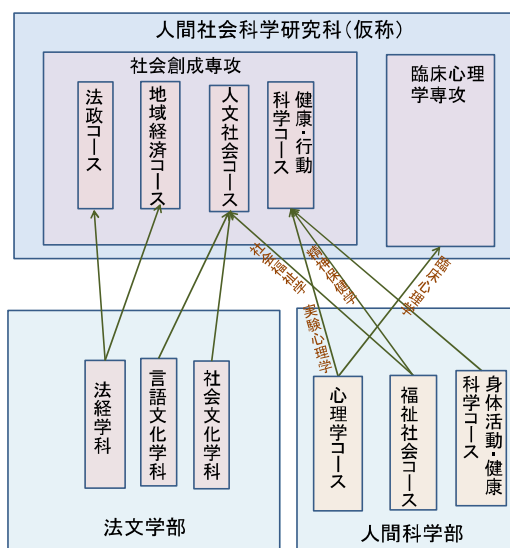 人間社会科学研究科(仮称)
社会創成専攻
法政コース
地域経済コース
人文社会コース
健康・行動
科学コース
臨床心理
学専攻
社会福祉学
精神保健学
実験心理学
臨床心理学
法経学科
言語文化学科
社会文化学科
法文学部
心理学コース
福祉社会コース
身体活動・健康
科学コース
人間科学部